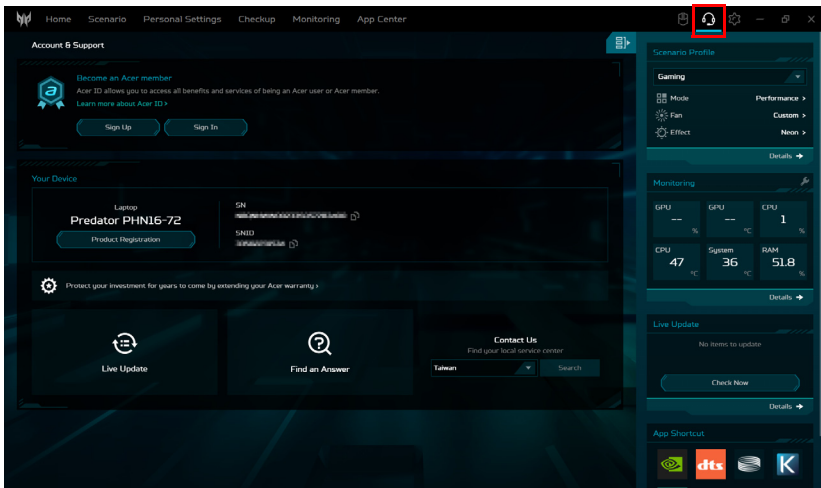 Home Scenario Personal Settings Checkup Monitoring App Center
Account & Support
Become an Acer member
Acer ID allows you to access all benefits and services of being an Acer user or Acer member.
Learn more about Acer ID >
Sign Up Sign In
Your Device
Laptop
Predator PHN16-72
Product Registration
SN
SNID
Protect your investment for years to come by extending your Acer warranty >
Live Update
Find an Answer
Contact Us
Find your local service center
Taiwan Search
Scenario Profile
Gaming
Mode Performance >
Fan Custom >
Effect Neon >
Details →
Monitoring
GPU -- %
GPU -- °C
CPU 1 %
CPU 47 °C
System 36 °C
RAM 51.8 %
Details →
Live Update
No items to update
Check Now
Details →
App Shortcut
dts
K